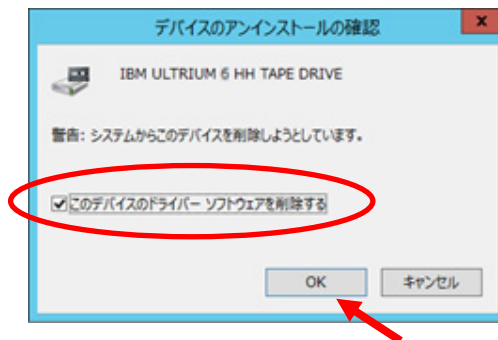 デバイスのアンインストールの確認
x
IBM ULTRIUM 6 HH TAPE DRIVE
警告: システムからこのデバイスを削除しようとしています。
このデバイスのドライバー ソフトウェアを削除する
OK
キャンセル